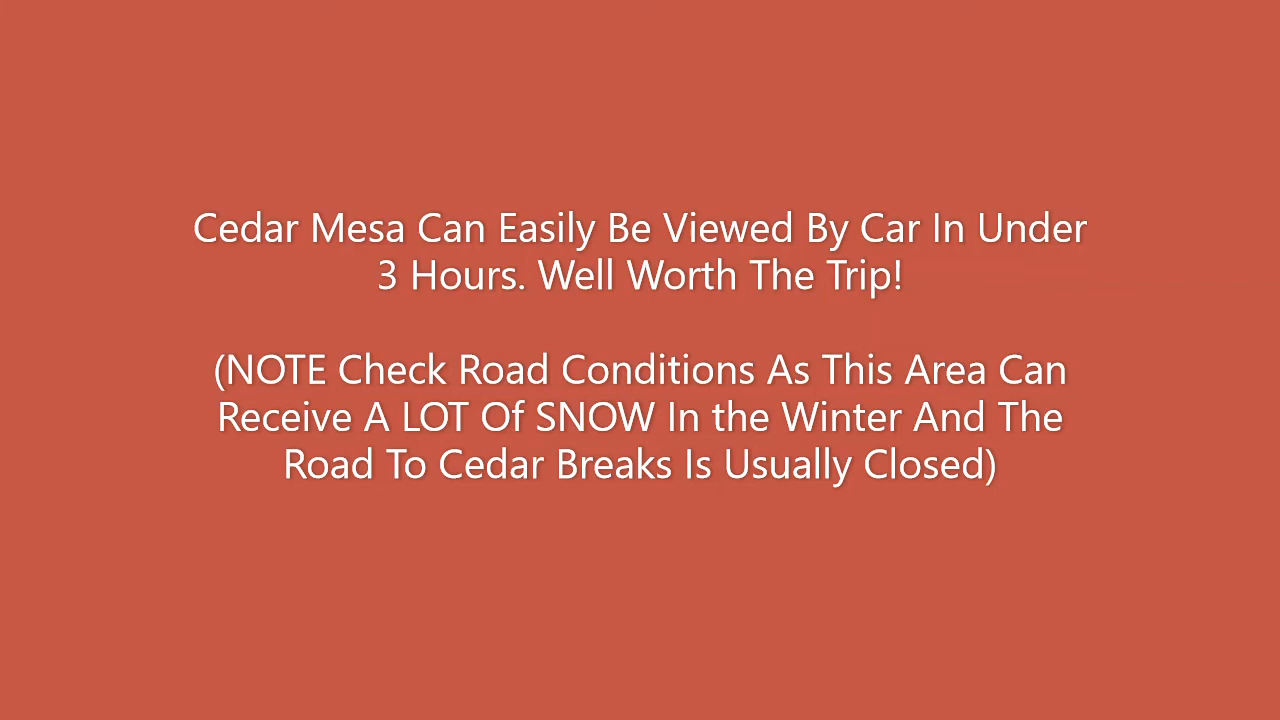 Cedar Mesa Can Easily Be Viewed By Car In Under
3 Hours. Well Worth The Trip!
(NOTE Check Road Conditions As This Area Can
Receive A LOT Of SNOW In the Winter And The
Road To Cedar Breaks Is Usually Closed)